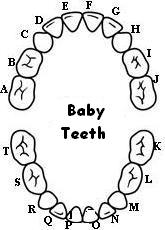 E F
D G
C H
B I
A J
Baby
Teeth
T K
S L
R M
Q P O N